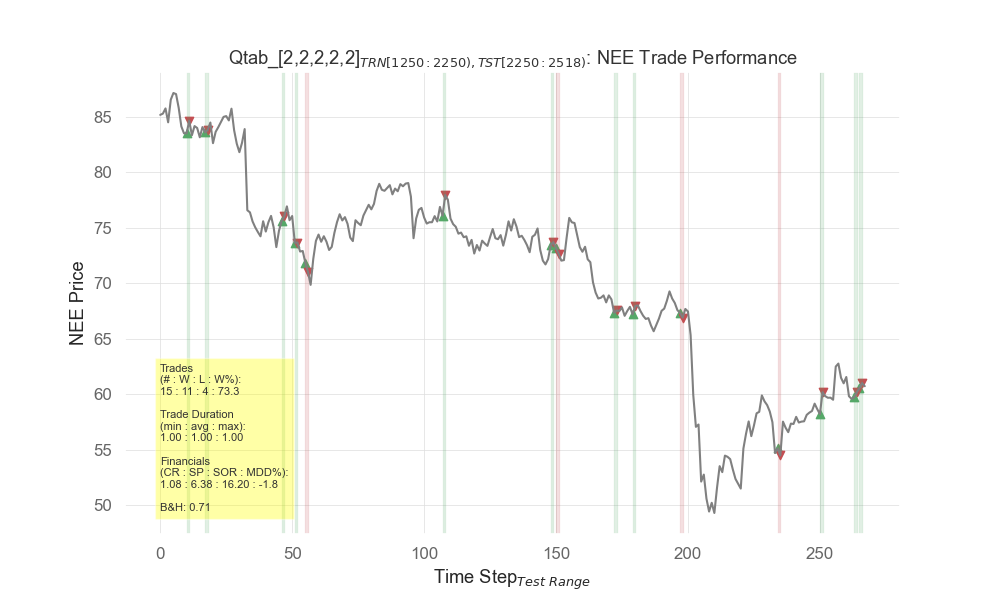 Qtab_[2,2,2,2,2]TRN[1250:2250),TST[2250:2518): NEE Trade Performance
NEE Price
85
80
75
70
65
60
55
50
Trades
(# : W : L : W%):
15 : 11 : 4 : 73.3
Trade Duration
(min : avg : max):
1.00 : 1.00 : 1.00
Financials
(CR : SP : SOR : MDD%):
1.08 : 6.38 : 16.20 : -1.8
B&H: 0.71
0 50 100 150 200 250
Time StepTest Range